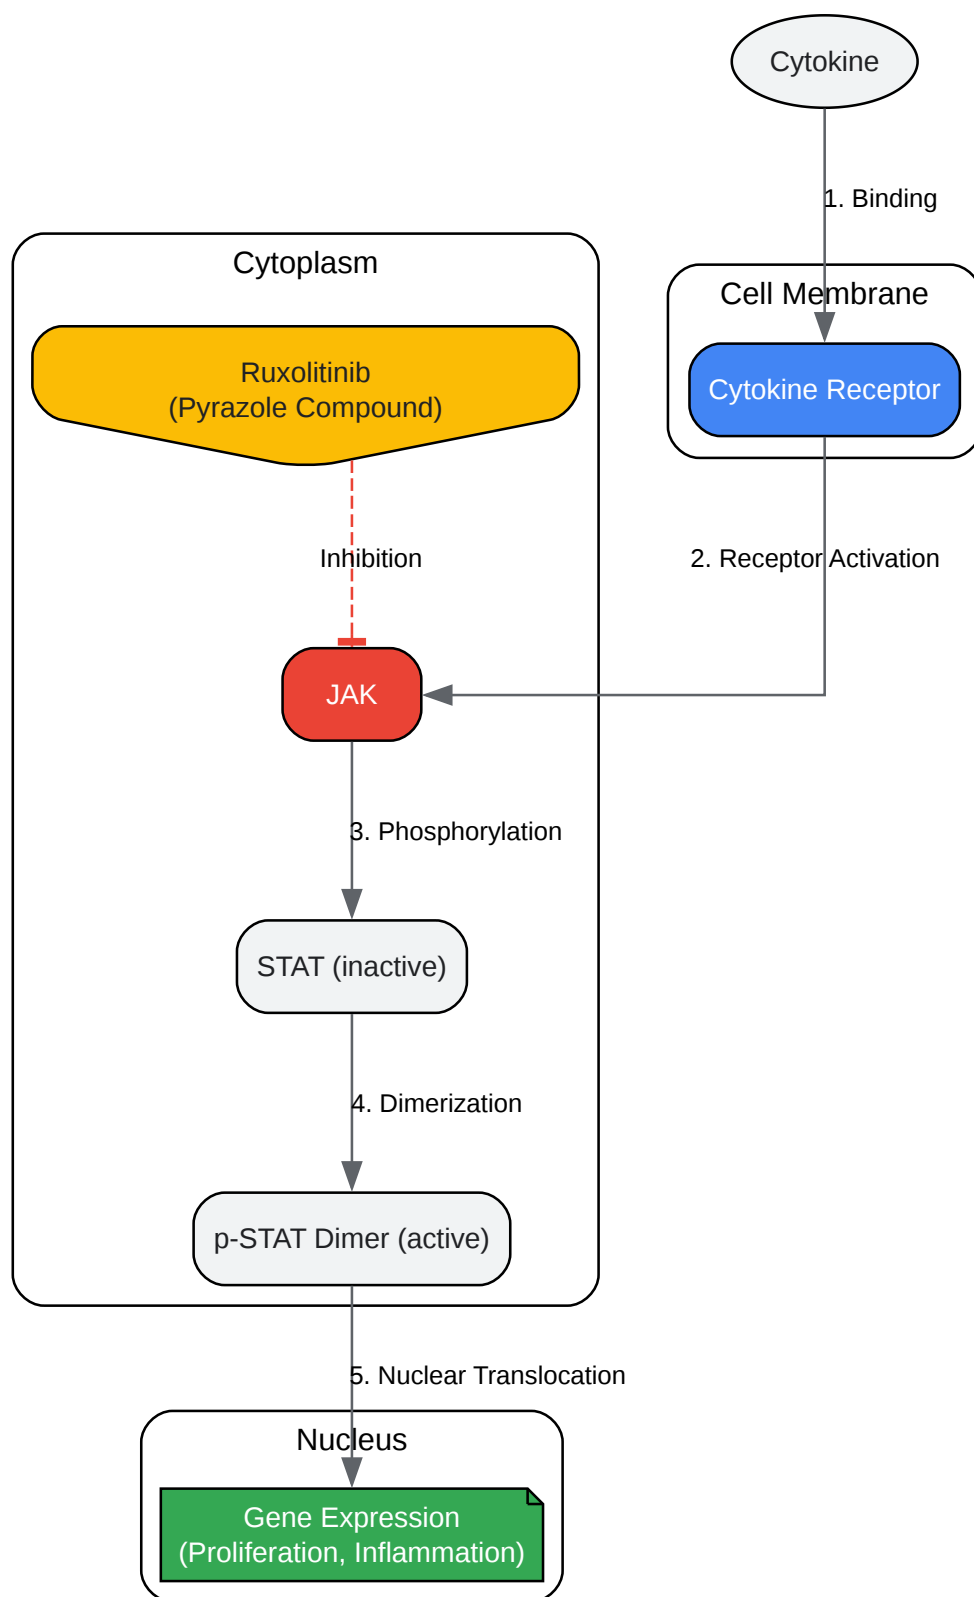 Cytokine
1. Binding
Cytoplasm
Cell Membrane
Ruxolitinib
(Pyrazole Compound)
Cytokine Receptor
Inhibition
2. Receptor Activation
JAK
3. Phosphorylation
STAT (inactive)
4. Dimerization
p-STAT Dimer (active)
5. Nuclear Translocation
Nucleus
Gene Expression
(Proliferation, Inflammation)